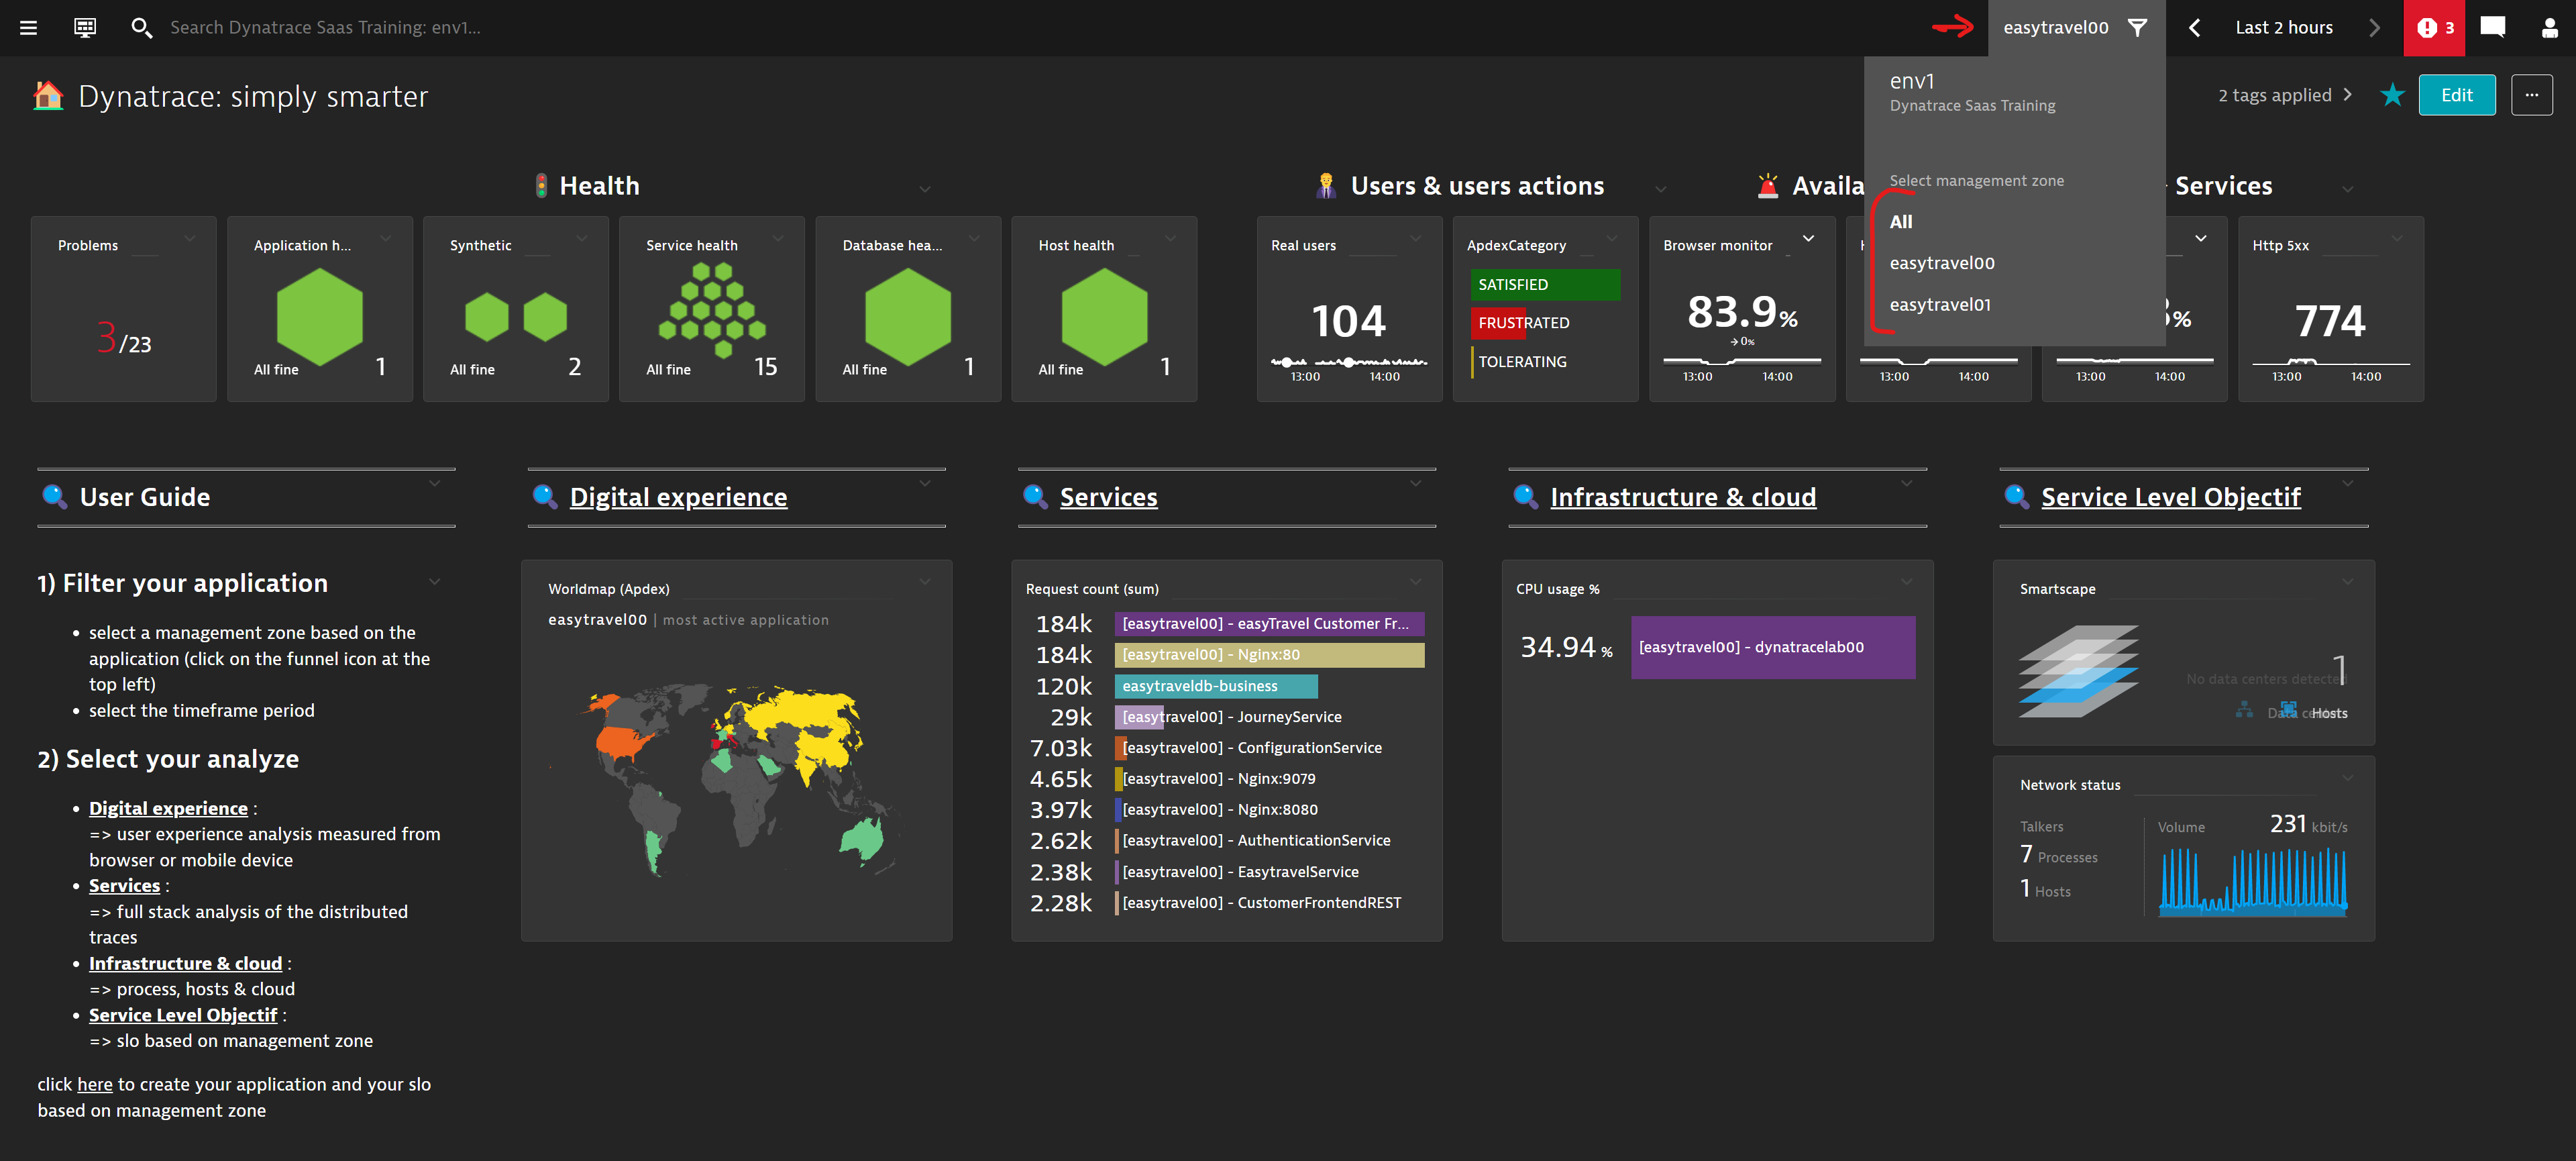 Search Dynatrace Saas Training: env1...
easytravel00
Last 2 hours
3
Dynatrace: simply smarter
env1
Dynatrace Saas Training
Select management zone
All
easytravel00
easytravel01
2 tags applied
Edit
...
Health
Users & users actions
Availa
Services
Problems
3/23
Application h...
All fine
1
Synthetic
All fine
2
Service health
All fine
15
Database hea...
All fine
1
Host health
All fine
1
Real users
104
13:00 14:00
ApdexCategory
SATISFIED
FRUSTRATED
TOLERATING
Browser monitor
83.9%
0%
13:00 14:00
13:00 14:00
%
13:00 14:00
Http 5xx
774
13:00 14:00
User Guide
Digital experience
Services
Infrastructure & cloud
Service Level Objectif
1) Filter your application
select a management zone based on the
application (click on the funnel icon at the
top left)
select the timeframe period
2) Select your analyze
Digital experience :
=> user experience analysis measured from
browser or mobile device
Services :
=> full stack analysis of the distributed
traces
Infrastructure & cloud :
=> process, hosts & cloud
Service Level Objectif :
=> slo based on management zone
click here to create your application and your slo
based on management zone
Worldmap (Apdex)
easytravel00 | most active application
Request count (sum)
184k [easytravel00] - easyTravel Customer Fr...
184k [easytravel00] - Nginx:80
120k easytraveldb-business
29k [easytravel00] - JourneyService
7.03k [easytravel00] - ConfigurationService
4.65k [easytravel00] - Nginx:9079
3.97k [easytravel00] - Nginx:8080
2.62k [easytravel00] - AuthenticationService
2.38k [easytravel00] - EasytravelService
2.28k [easytravel00] - CustomerFrontendREST
CPU usage %
34.94 % [easytravel00] - dynatracelab00
Smartscape
1
No data centers detected
Hosts
Network status
Talkers
7 Processes
1 Hosts
Volume 231 kbit/s